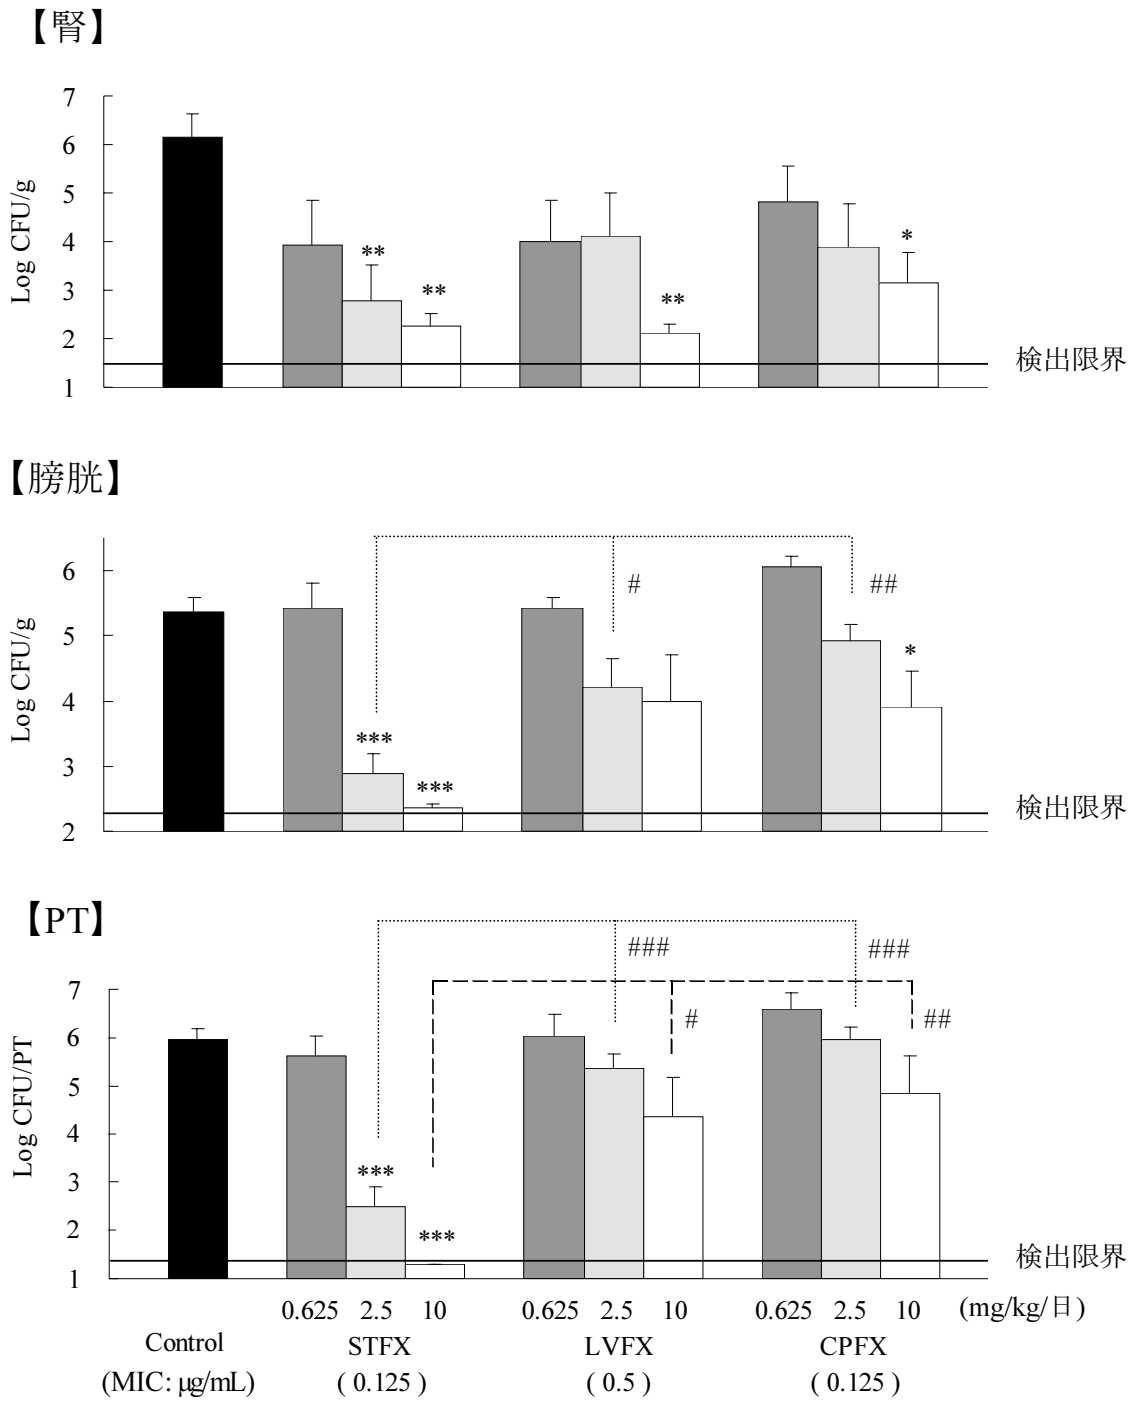 【腎】
7
6
5
4
3
2
1
Log CFU/g
**
**
**
*
検出限界
【膀胱】
6
5
4
3
2
Log CFU/g
#
##
***
***
*
検出限界
【PT】
7
6
5
4
3
2
1
Log CFU/PT
###
###
#
##
***
***
検出限界
0.625 2.5 10 0.625 2.5 10 0.625 2.5 10 (mg/kg/日)
Control STFX LVFX CPFX
(MIC: μg/mL) ( 0.125 ) ( 0.5 ) ( 0.125 )